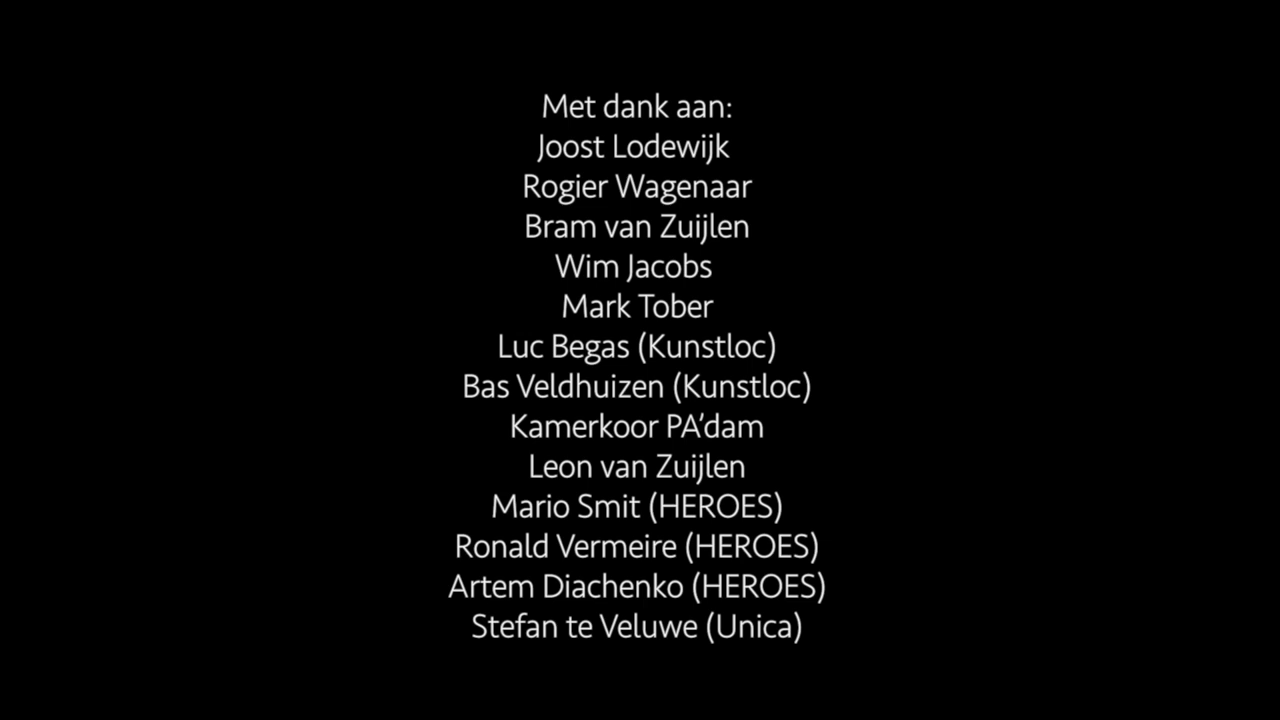 Met dank aan:
Joost Lodewijk
Rogier Wagenaar
Bram van Zuijlen
Wim Jacobs
Mark Tober
Luc Begas (Kunstloc)
Bas Veldhuizen (Kunstloc)
Kamerkoor PA’dam
Leon van Zuijlen
Mario Smit (HEROES)
Ronald Vermeire (HEROES)
Artem Diachenko (HEROES)
Stefan te Veluwe (Unica)